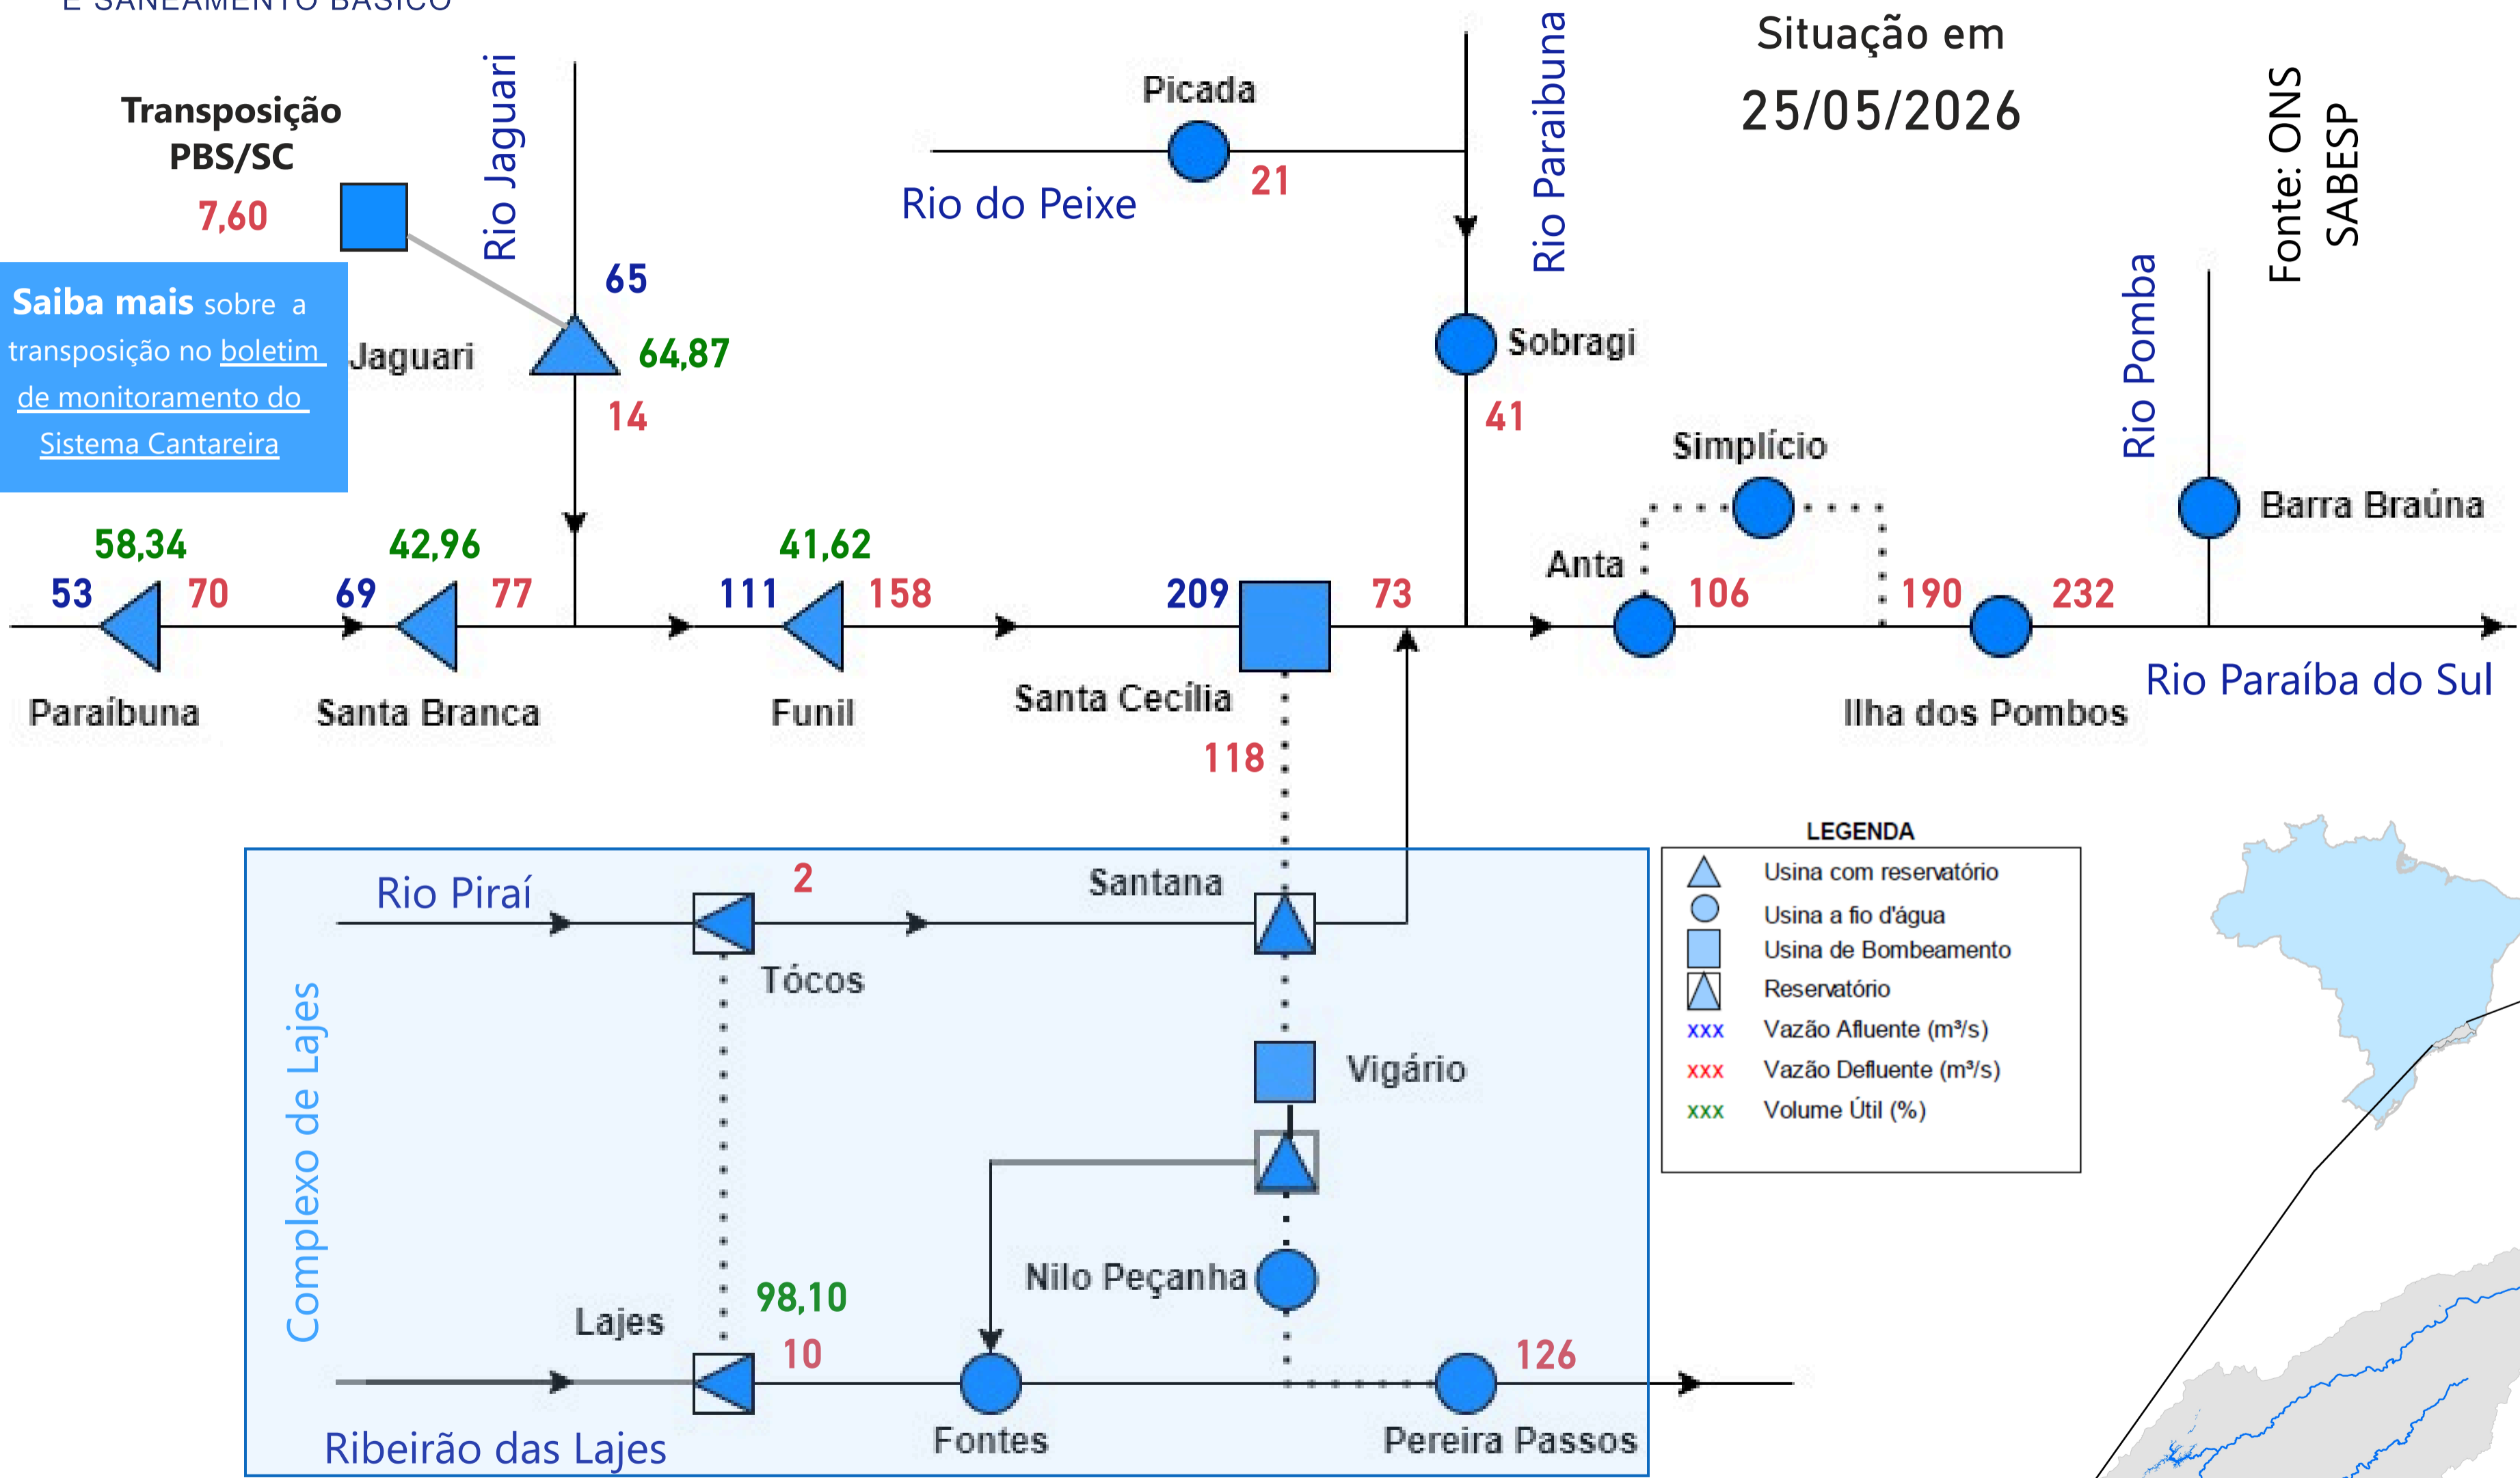 E SANEAMENTO BÁSICO
Situação em
25/05/2026
Fonte: ONS
SABESP
Transposição
PBS/SC
7,60
Saiba mais sobre a
transposição no boletim
de monitoramento do
Sistema Cantareira
Rio Jaguari
65
Jaguari
64,87
14
Picada
21
Rio do Peixe
Rio Paraibuna
Sobragi
41
Simplício
Rio Pomba
Barra Braúna
58,34
53
70
Paraíbuna
42,96
69
77
Santa Branca
41,62
111
158
Funil
209
73
Santa Cecília
118
Anta
106
190
232
Ilha dos Pombos
Rio Paraíba do Sul
Complexo de Lajes
Rio Piraí
2
Tócos
Santana
Vigário
Nilo Peçanha
98,10
Lajes
10
Fontes
126
Pereira Passos
Ribeirão das Lajes
LEGENDA
Usina com reservatório
Usina a fio d'água
Usina de Bombeamento
Reservatório
xxx Vazão Afluente (m³/s)
xxx Vazão Defluente (m³/s)
xxx Volume Útil (%)